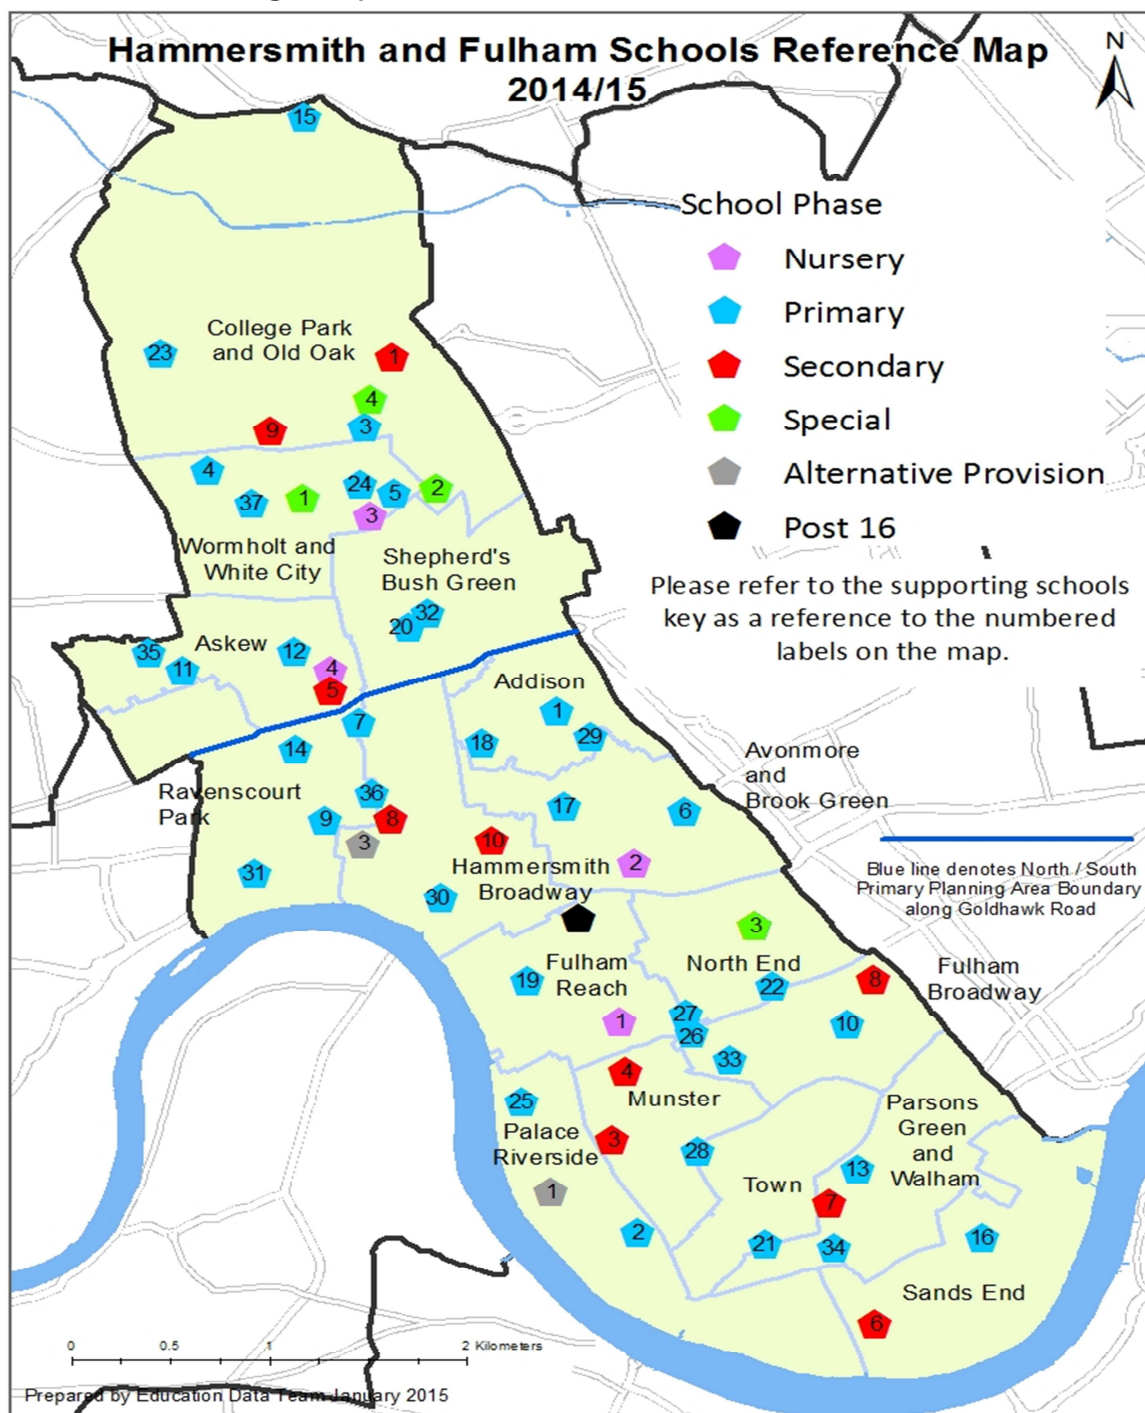 Hammersmith and Fulham Schools Reference Map
2014/15
N
15
School Phase
Nursery
Primary
Secondary
Special
Alternative Provision
Post 16
College Park
and Old Oak
23
1
4
3
9
4
37
1
24
5
2
3
Wormholt and
White City
Shepherd's
Bush Green
32
20
Please refer to the supporting schools
key as a reference to the numbered
labels on the map.
Askew
35
11
12
4
5
Addison
1
7
18
29
14
Avonmore
and
Brook Green
Ravenscourt
Park
36
9
8
3
17
6
10
Hammersmith
Broadway
2
31
30
Blue line denotes North / South
Primary Planning Area Boundary
along Goldhawk Road
3
North End
Fulham
Reach
19
22
8
Fulham
Broadway
1
27
26
10
33
4
Munster
25
Palace
Riverside
3
28
Parsons
Green
and
Walham
13
Town
7
1
2
21
34
16
Sands End
6
0 0.5 1 2 Kilometers
Prepared by Education Data Team January 2015